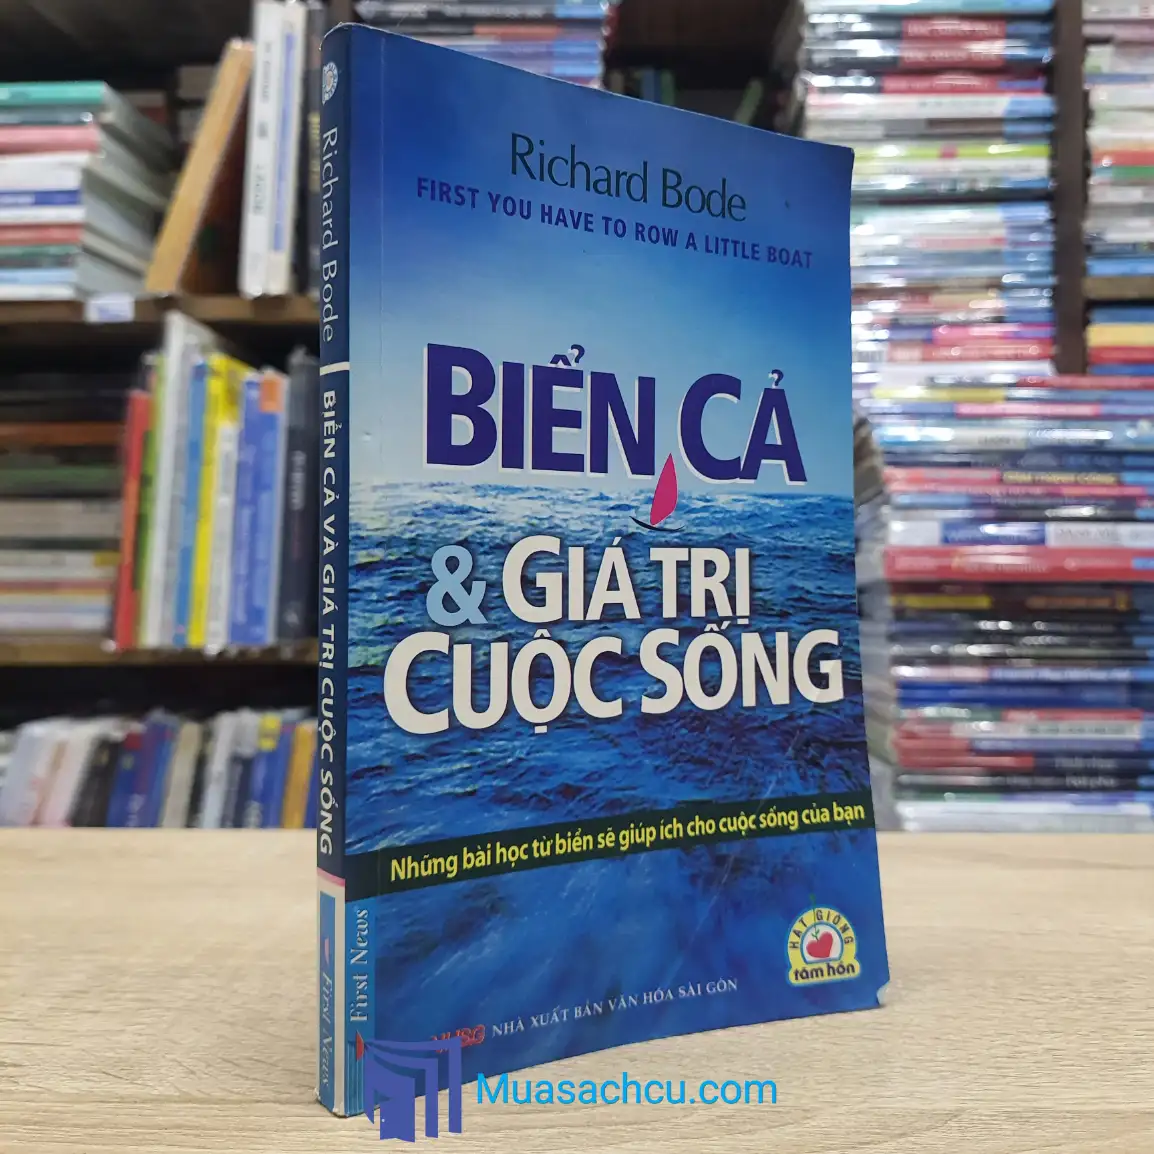 Richard Bode
FIRST YOU HAVE TO ROW A LITTLE BOAT
BIỂN CẢ
& GIÁ TRỊ
CUỘC SỐNG
Những bài học từ biển sẽ giúp ích cho cuộc sống của bạn
HẠT GIỐNG
tâm hồn
First News
NHÀ XUẤT BẢN VĂN HÓA SÀI GÒN
Richard Bode
BIỂN CẢ VÀ GIÁ TRỊ CUỘC SỐNG
First News
Muasachcu.com